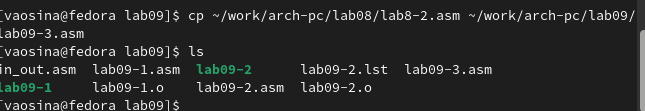 [vaosina@fedora lab09]$ cp ~/work/arch-pc/lab08/lab8-2.asm ~/work/arch-pc/lab09/
lab09-3.asm
[vaosina@fedora lab09]$ ls
in_out.asm lab09-1.asm lab09-2 lab09-2.lst lab09-3.asm
lab09-1 lab09-1.o lab09-2.asm lab09-2.o
[vaosina@fedora lab09]$